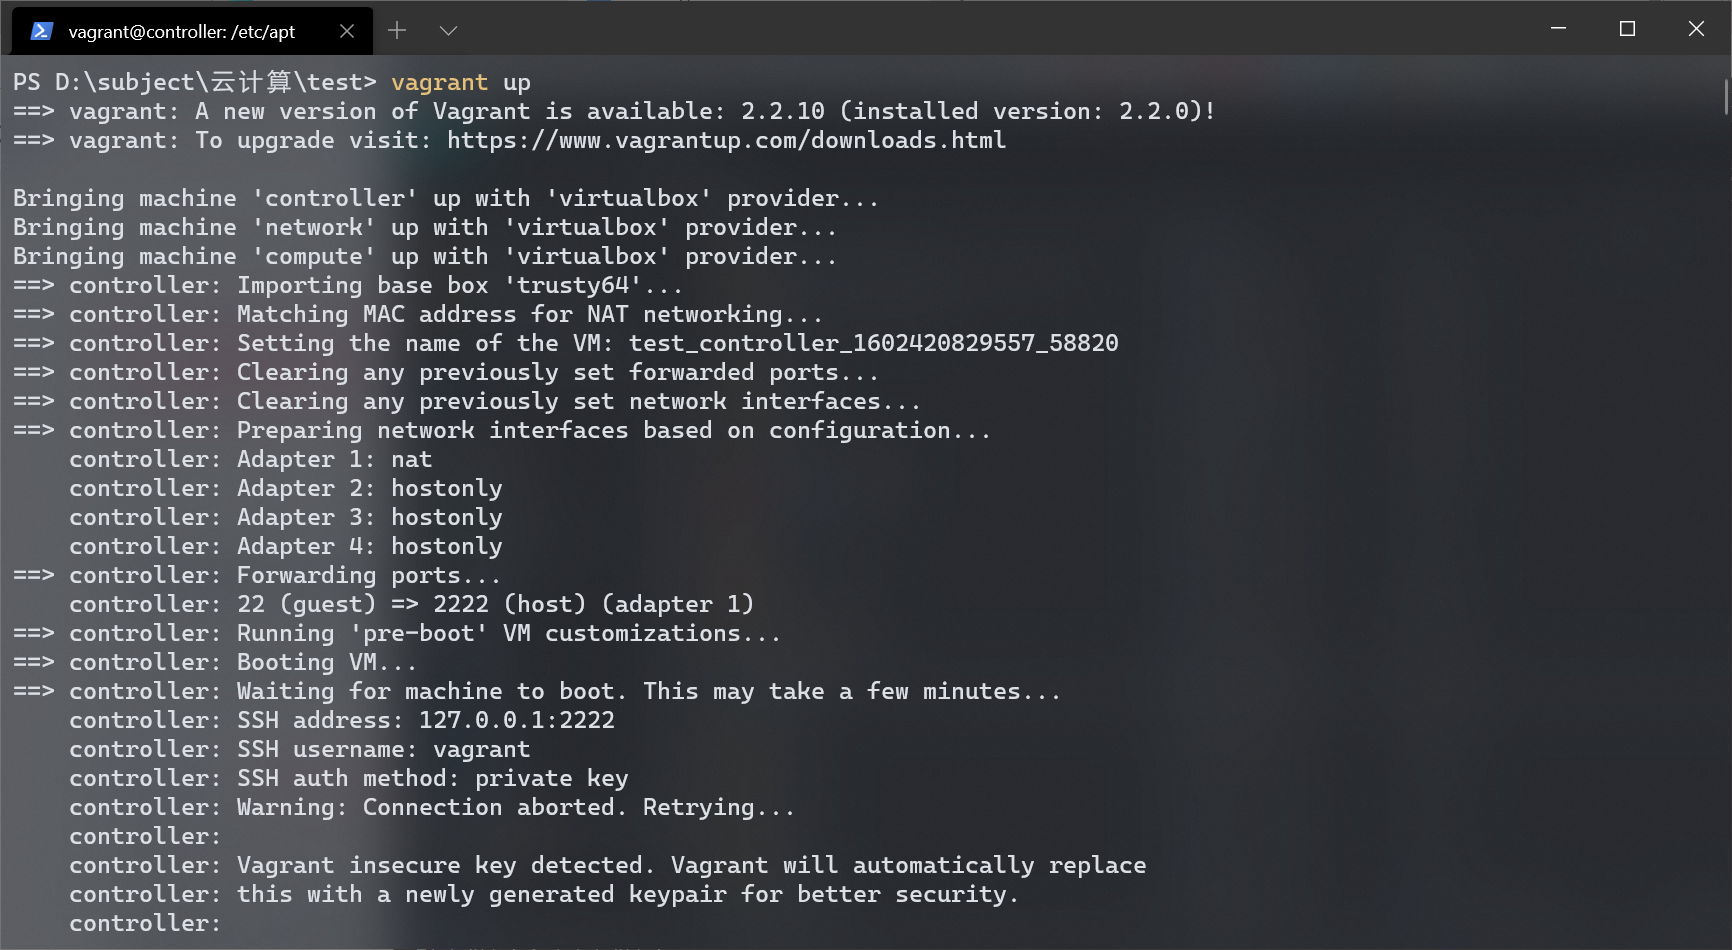 vagrant@controller: /etc/apt
PS D:\subject\云计算\test> vagrant up
==> vagrant: A new version of Vagrant is available: 2.2.10 (installed version: 2.2.0)!
==> vagrant: To upgrade visit: https://www.vagrantup.com/downloads.html
Bringing machine 'controller' up with 'virtualbox' provider...
Bringing machine 'network' up with 'virtualbox' provider...
Bringing machine 'compute' up with 'virtualbox' provider...
==> controller: Importing base box 'trusty64'...
==> controller: Matching MAC address for NAT networking...
==> controller: Setting the name of the VM: test_controller_1602420829557_58820
==> controller: Clearing any previously set forwarded ports...
==> controller: Clearing any previously set network interfaces...
==> controller: Preparing network interfaces based on configuration...
    controller: Adapter 1: nat
    controller: Adapter 2: hostonly
    controller: Adapter 3: hostonly
    controller: Adapter 4: hostonly
==> controller: Forwarding ports...
    controller: 22 (guest) => 2222 (host) (adapter 1)
==> controller: Running 'pre-boot' VM customizations...
==> controller: Booting VM...
==> controller: Waiting for machine to boot. This may take a few minutes...
    controller: SSH address: 127.0.0.1:2222
    controller: SSH username: vagrant
    controller: SSH auth method: private key
    controller: Warning: Connection aborted. Retrying...
    controller:
    controller: Vagrant insecure key detected. Vagrant will automatically replace
    controller: this with a newly generated keypair for better security.
    controller: